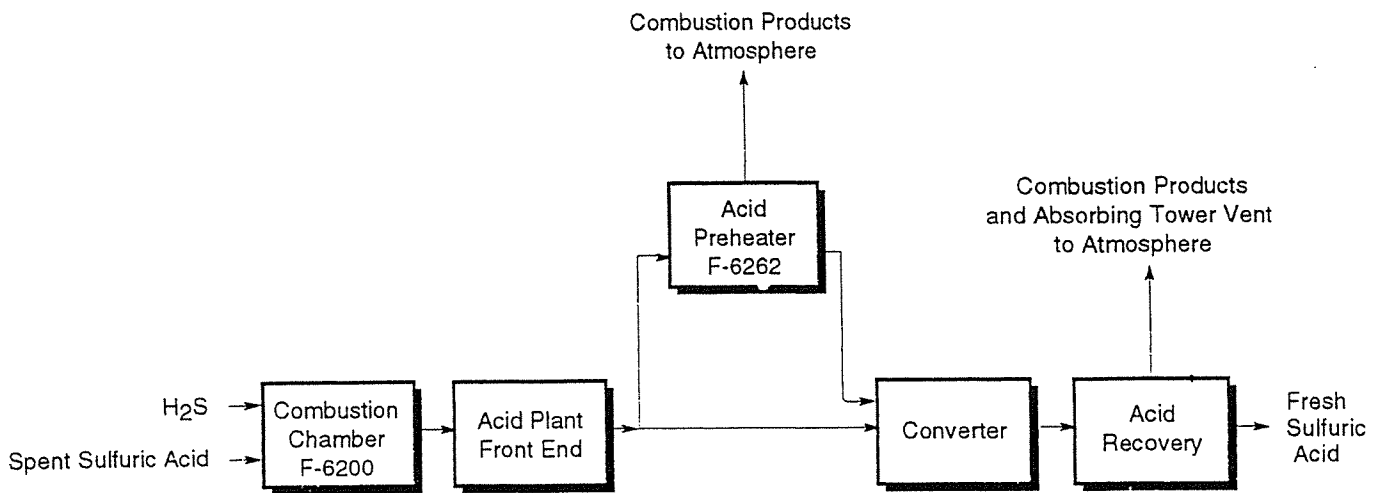 Combustion Products
to Atmosphere
Acid
Preheater
F-6262
Combustion Products
and Absorbing Tower Vent
to Atmosphere
H₂S
Spent Sulfuric Acid
Combustion
Chamber
F-6200
Acid Plant
Front End
Converter
Acid
Recovery
Fresh
Sulfuric
Acid